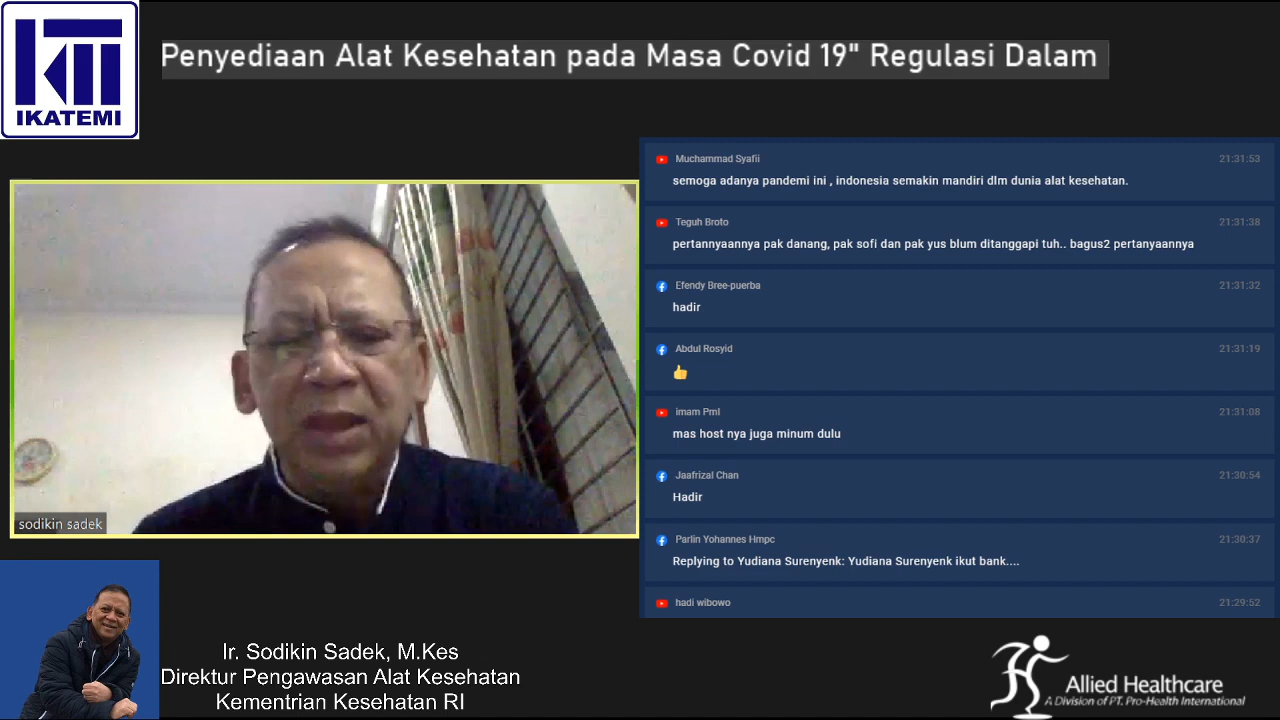 IKATEMI
Penyediaan Alat Kesehatan pada Masa Covid 19" Regulasi Dalam
Muchammad Syafii 21:31:53
semoga adanya pandemi ini , indonesia semakin mandiri dlm dunia alat kesehatan.
Teguh Broto 21:31:38
pertannyaannya pak danang, pak sofi dan pak yus blum ditanggapi tuh.. bagus2 pertanyaannya
Efendy Bree-puerba 21:31:32
hadir
Abdul Rosyid 21:31:19
👍
imam Pml 21:31:08
mas host nya juga minum dulu
Jaafrizal Chan 21:30:54
Hadir
Parlin Yohannes Hmpc 21:30:37
Replying to Yudiana Surenyenk: Yudiana Surenyenk ikut bank....
hadi wibowo 21:29:52
sodikin sadek
Ir. Sodikin Sadek, M.Kes
Direktur Pengawasan Alat Kesehatan
Kementrian Kesehatan RI
Allied Healthcare
A Division of PT. Pro-Health International